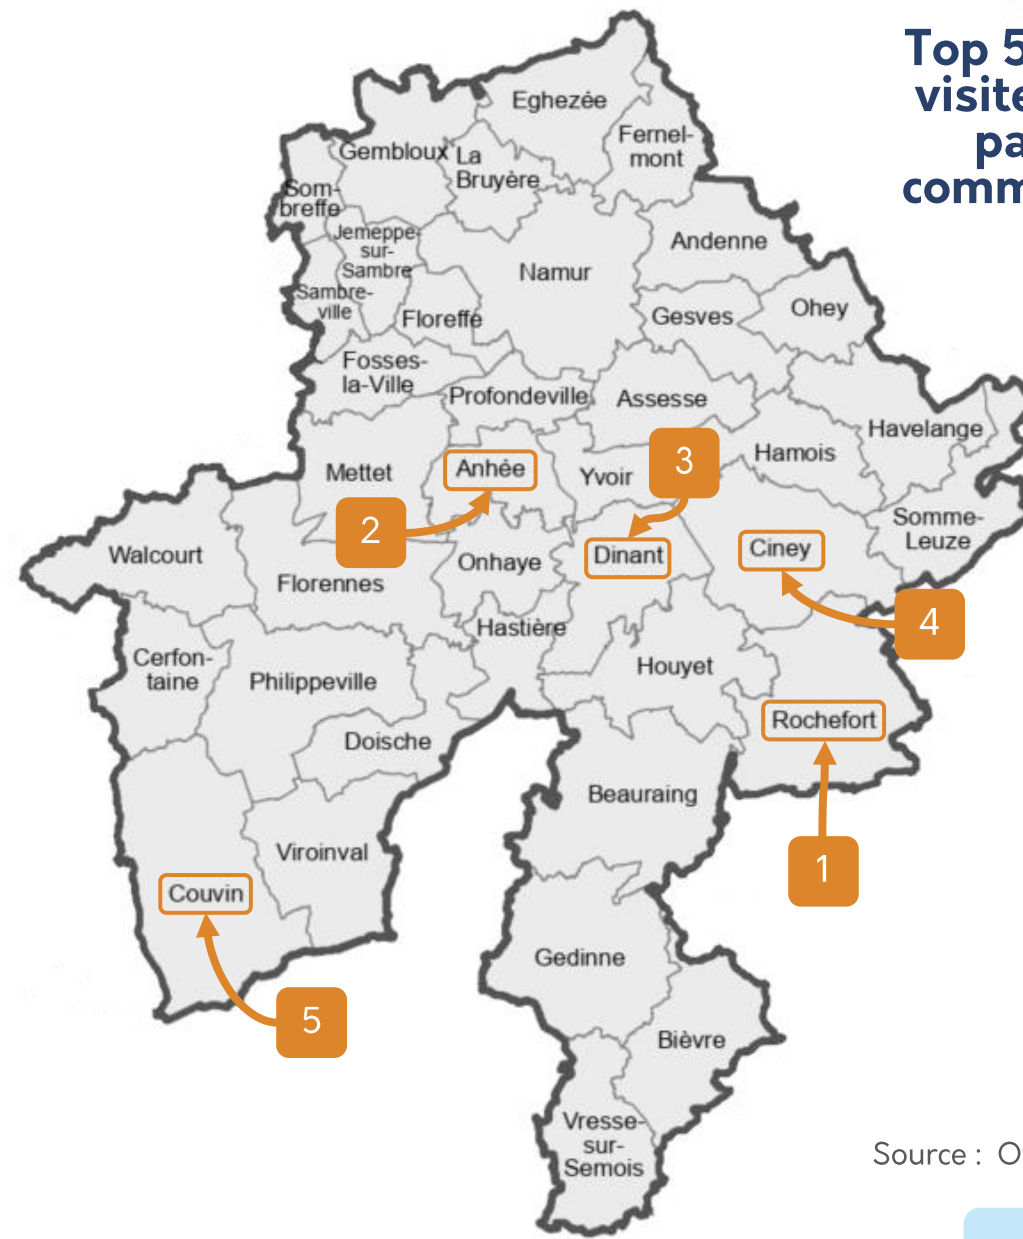 Top 5
visite
pa
comm
Eghezée
Fernel-
mont
Gembloux
La
Bruyère
Som-
breffe
Jemeppe-
sur-
Sambre
Andenne
Namur
Sambre-
ville
Floreffe
Gesves
Ohey
Fosses-
la-Ville
Profondeville
Assesse
Havelange
Mettet
Anhée
Yvoir
3
Hamois
2
Somme-
Leuze
Walcourt
Florennes
Onhaye
Dinant
Ciney
4
Hastière
Cerfon-
taine
Philippeville
Houyet
Rochefort
Doische
Beauraing
Viroinval
1
Couvin
Gedinne
5
Bièvre
Vresse-
sur-
Semois
Source : O